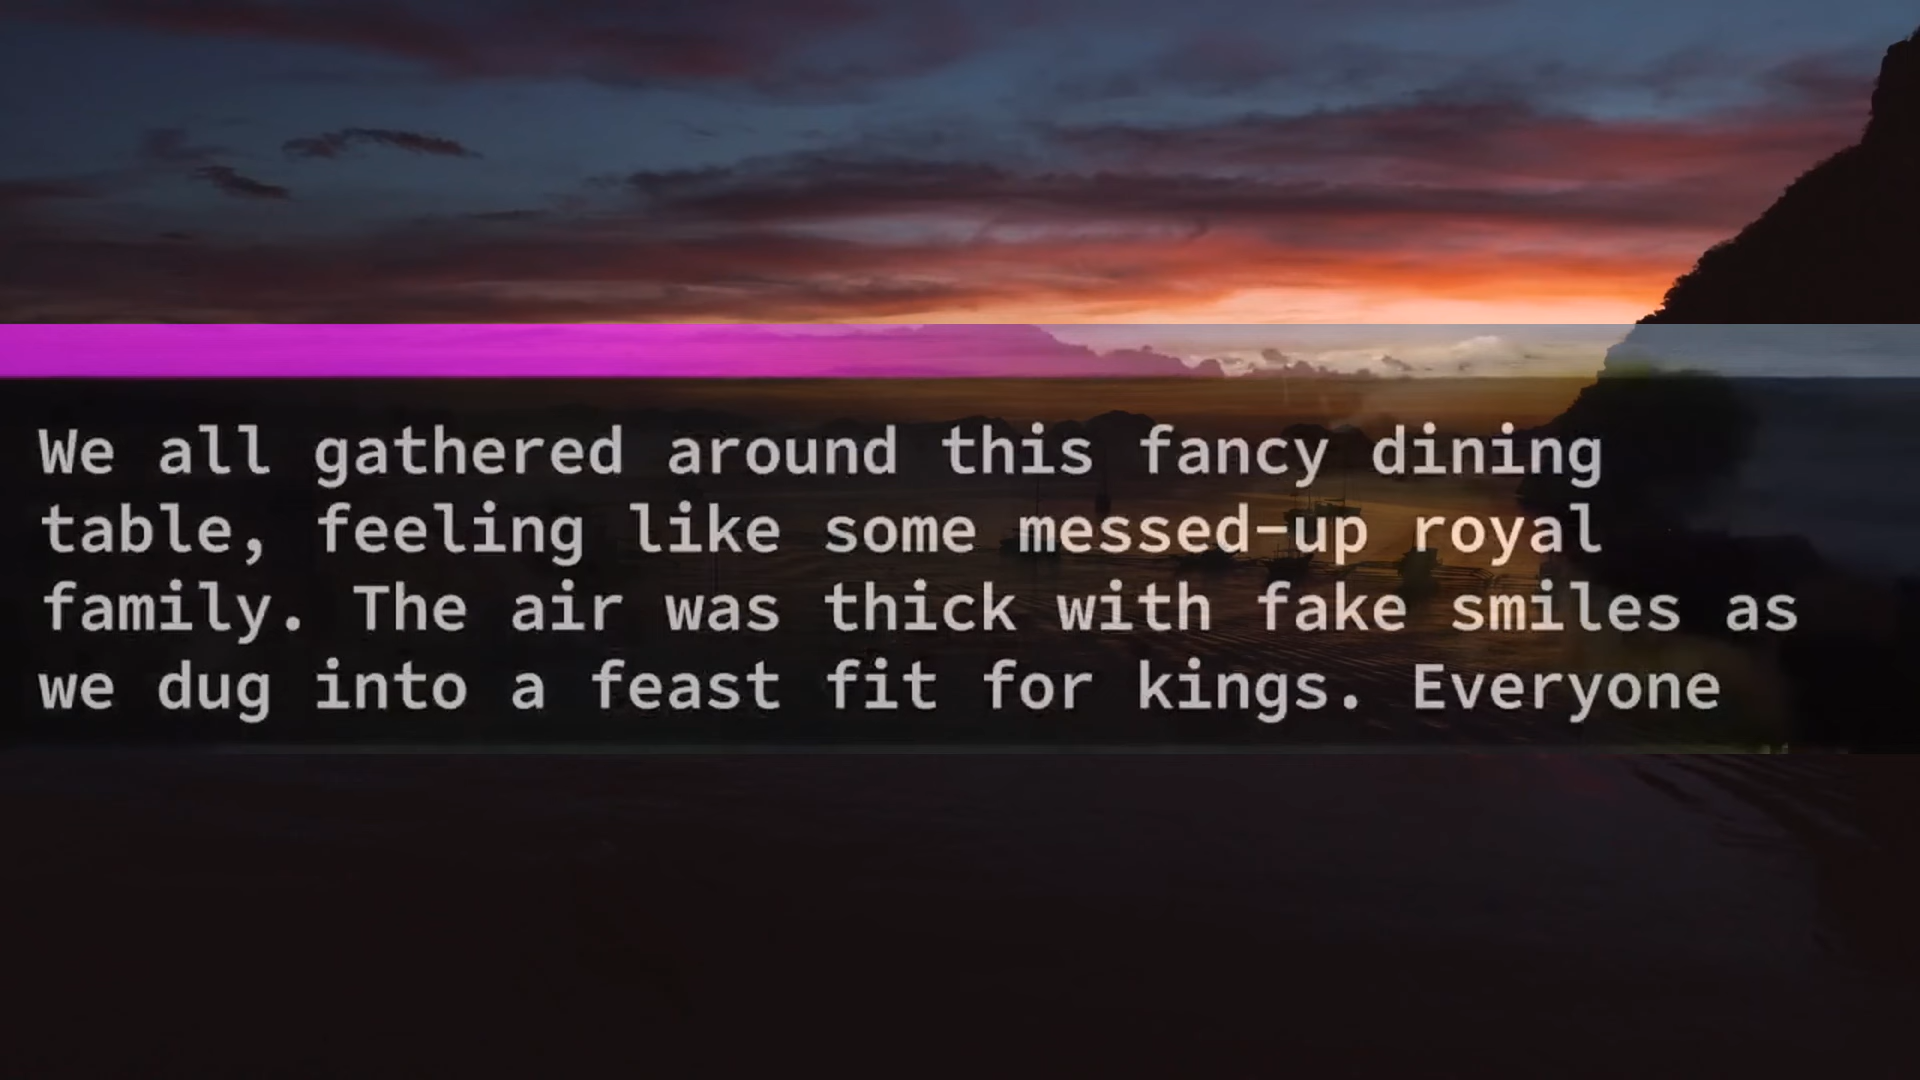 We all gathered around this fancy dining
table, feeling like some messed-up royal
family. The air was thick with fake smiles as
we dug into a feast fit for kings. Everyone